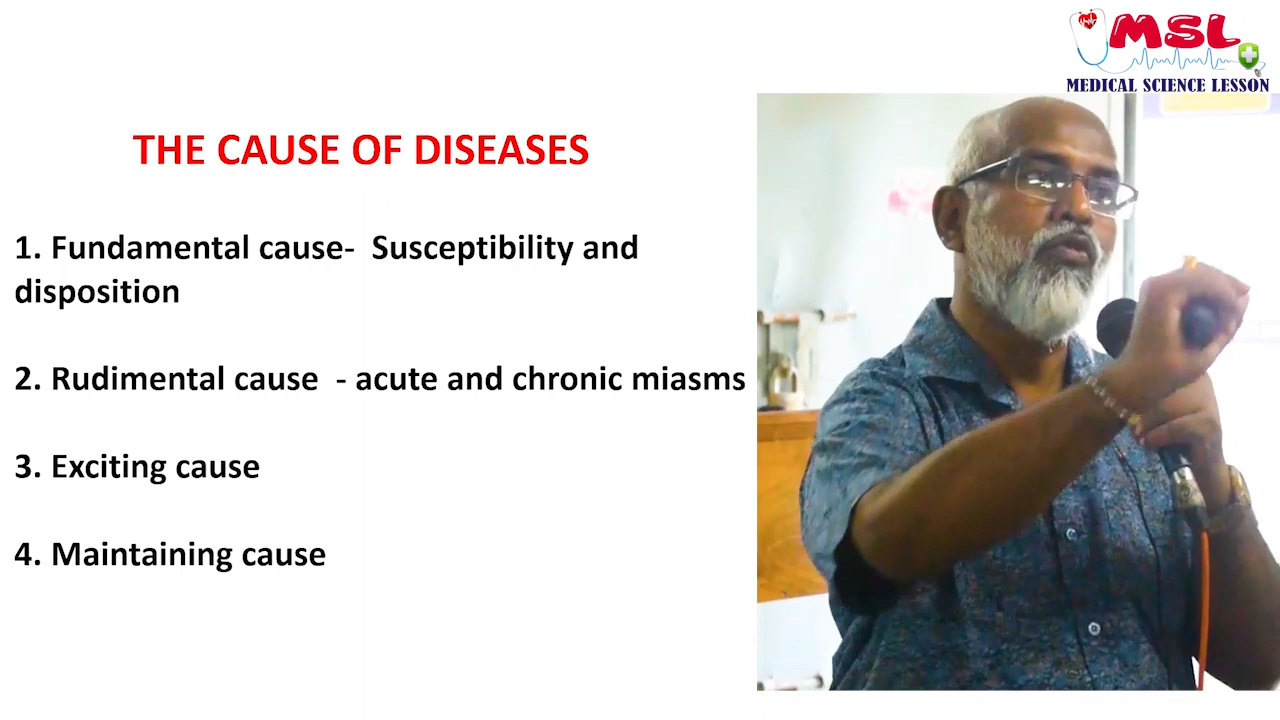 MSL
MEDICAL SCIENCE LESSON
THE CAUSE OF DISEASES
1. Fundamental cause-  Susceptibility and
disposition
2. Rudimental cause  - acute and chronic miasms
3. Exciting cause
4. Maintaining cause